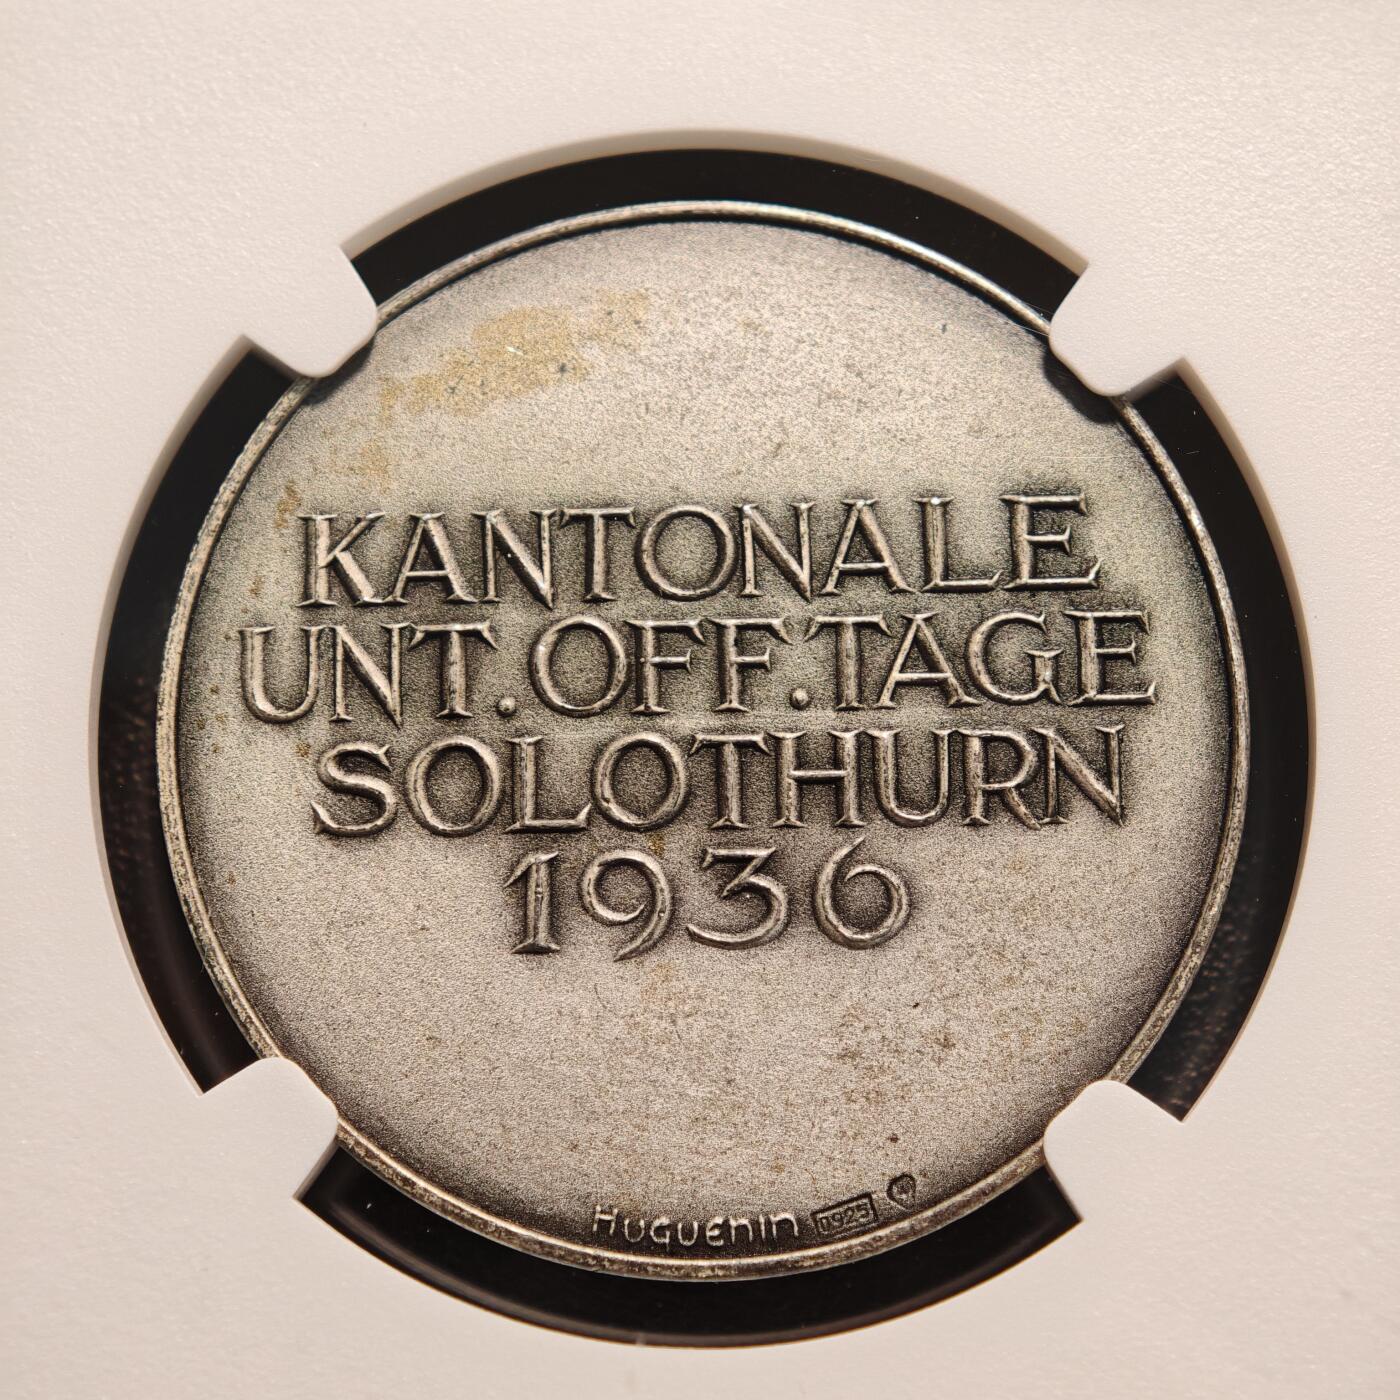 KANTONALE
UNT.OFF.TAGE
SOLOTHURN
1936
HUGUENIN 0925